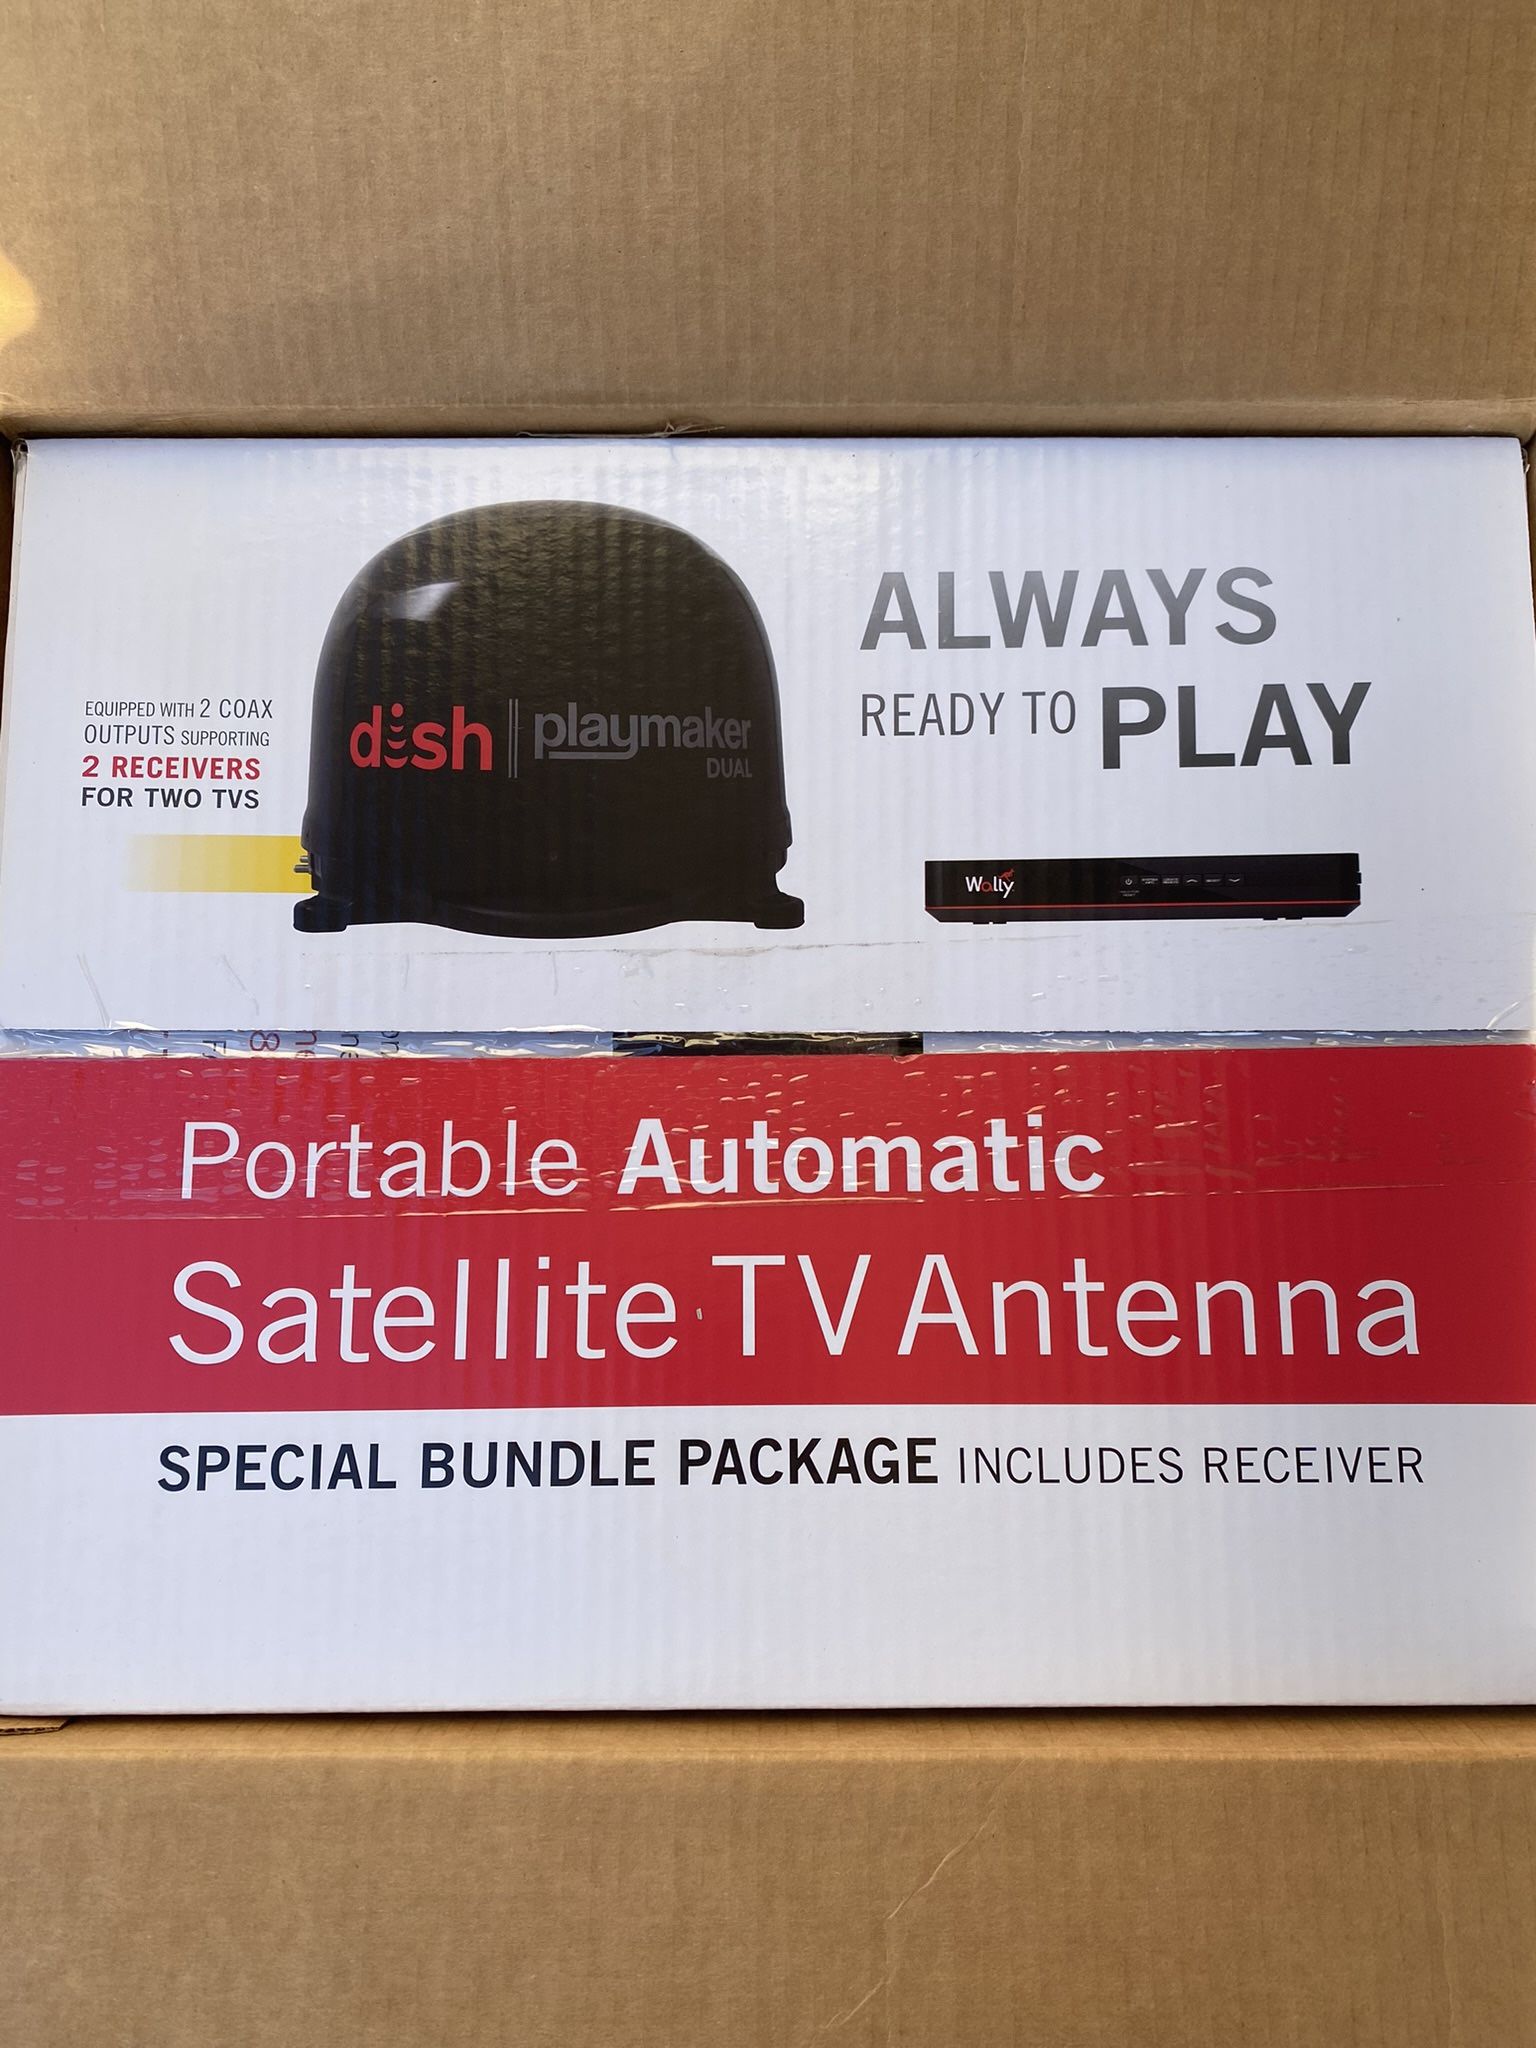 ALWAYS
READY TO PLAY
EQUIPPED WITH 2 COAX
OUTPUTS SUPPORTING
2 RECEIVERS
FOR TWO TVS
dish playmaker
DUAL
Wally
Portable Automatic
Satellite TV Antenna
SPECIAL BUNDLE PACKAGE INCLUDES RECEIVER